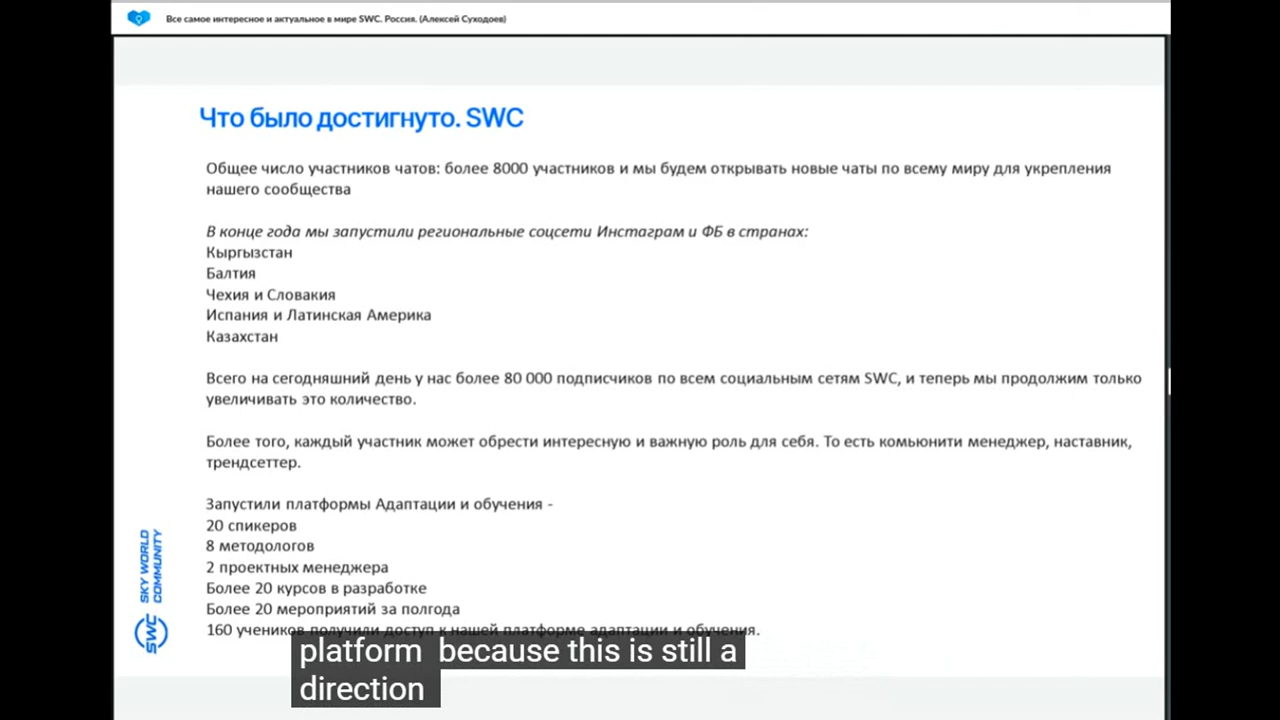 Все самое интересное и актуальное в мире SWC. Россия. (Алексей Суходоев)
Что было достигнуто. SWC
Общее число участников чатов: более 8000 участников и мы будем открывать новые чаты по всему миру для укрепления
нашего сообщества
В конце года мы запустили региональные соцсети Инстаграм и ФБ в странах:
Кыргызстан
Балтия
Чехия и Словакия
Испания и Латинская Америка
Казахстан
Всего на сегодняшний день у нас более 80 000 подписчиков по всем социальным сетям SWC, и теперь мы продолжим только
увеличивать это количество.
Более того, каждый участник может обрести интересную и важную роль для себя. То есть комьюнити менеджер, наставник,
трендсеттер.
Запустили платформы Адаптации и обучения -
20 спикеров
8 методологов
2 проектных менеджера
Более 20 курсов в разработке
Более 20 мероприятий за полгода
160 учеников получили доступ к нашей платформе адаптации и обучения.
SWC SKY WORLD
COMMUNITY
platform because this is still a
direction